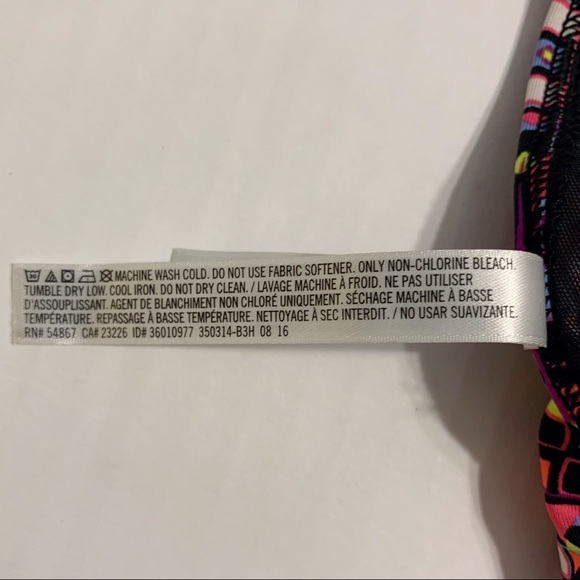 MACHINE WASH COLD. DO NOT USE FABRIC SOFTENER. ONLY NON-CHLORINE BLEACH.
TUMBLE DRY LOW. COOL IRON. DO NOT DRY CLEAN. / LAVAGE MACHINE À FROID. NE PAS UTILISER
D'ASSOUPLISSANT. AGENT DE BLANCHIMENT NON CHLORÉ UNIQUEMENT. SÉCHAGE MACHINE À BASSE
TEMPÉRATURE. REPASSAGE À BASSE TEMPÉRATURE. NETTOYAGE À SEC INTERDIT. / NO USAR SUAVIZANTE.
RN# 54867 CA# 23226 ID# 36010977 350314-B3H 08 16